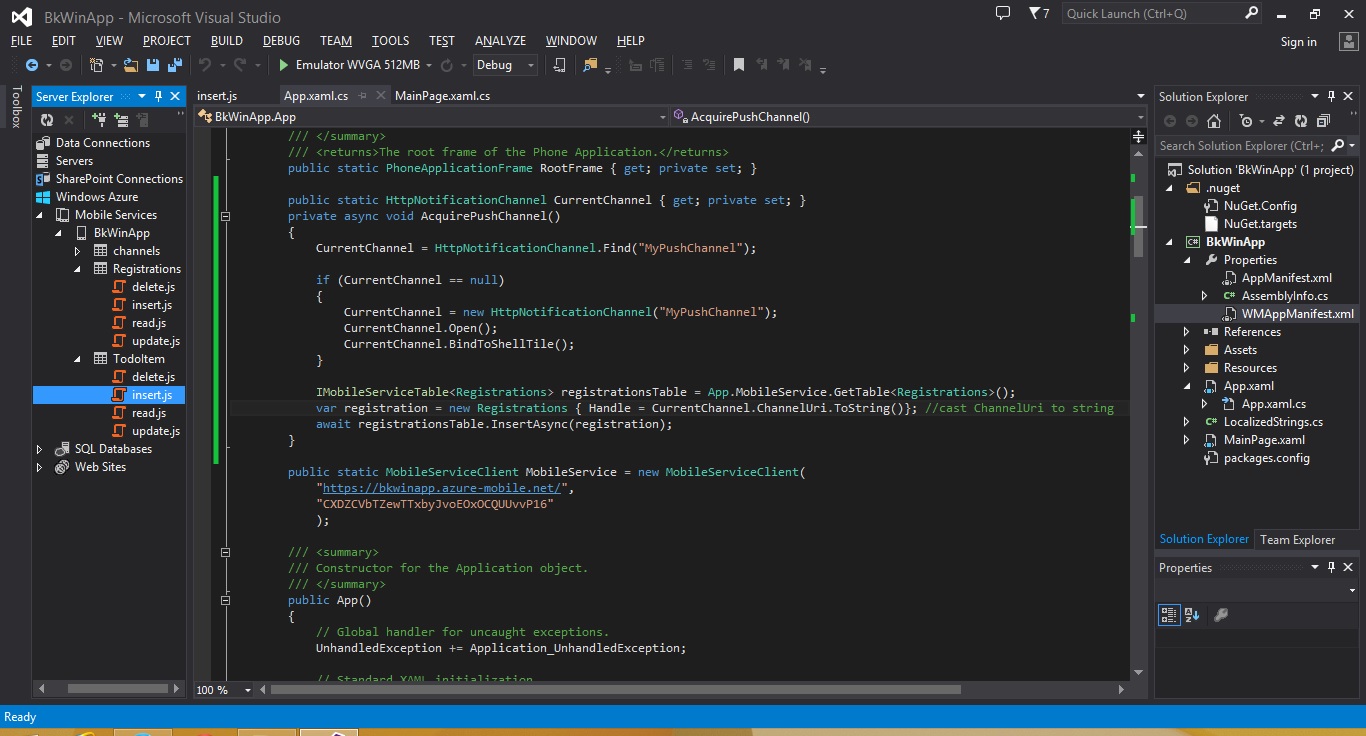 BkWinApp - Microsoft Visual Studio
7
Quick Launch (Ctrl+Q)
FILE EDIT VIEW PROJECT BUILD DEBUG TEAM TOOLS TEST ANALYZE WINDOW HELP
Sign in
Emulator WVGA 512MB
Debug
Toolbox
Server Explorer
Data Connections
Servers
SharePoint Connections
Windows Azure
Mobile Services
BkWinApp
channels
Registrations
delete.js
insert.js
read.js
update.js
TodoItem
delete.js
insert.js
read.js
update.js
SQL Databases
Web Sites
insert.js App.xaml.cs MainPage.xaml.cs
BkWinApp.App AcquirePushChannel()
/// </summary>
/// <returns>The root frame of the Phone Application.</returns>
public static PhoneApplicationFrame RootFrame { get; private set; }
public static HttpNotificationChannel CurrentChannel { get; private set; }
private async void AcquirePushChannel()
{
CurrentChannel = HttpNotificationChannel.Find("MyPushChannel");
if (CurrentChannel == null)
{
CurrentChannel = new HttpNotificationChannel("MyPushChannel");
CurrentChannel.Open();
CurrentChannel.BindToShellTile();
}
IMobileServiceTable<Registrations> registrationsTable = App.MobileService.GetTable<Registrations>();
var registration = new Registrations { Handle = CurrentChannel.ChannelUri.ToString()}; //cast ChannelUri to string
await registrationsTable.InsertAsync(registration);
}
public static MobileServiceClient MobileService = new MobileServiceClient(
"https://bkwinapp.azure-mobile.net/",
"CXDZCVbTZewTTxbyJvoEOxOCQUUvvP16"
);
/// <summary>
/// Constructor for the Application object.
/// </summary>
public App()
{
// Global handler for uncaught exceptions.
UnhandledException += Application_UnhandledException;
// Standard XAML initialization
100 %
Solution Explorer
Search Solution Explorer (Ctrl+;
Solution 'BkWinApp' (1 project)
.nuget
NuGet.Config
NuGet.targets
BkWinApp
Properties
AppManifest.xml
AssemblyInfo.cs
WMAppManifest.xml
References
Assets
Resources
App.xaml
App.xaml.cs
LocalizedStrings.cs
MainPage.xaml
packages.config
Solution Explorer Team Explorer
Properties
Ready